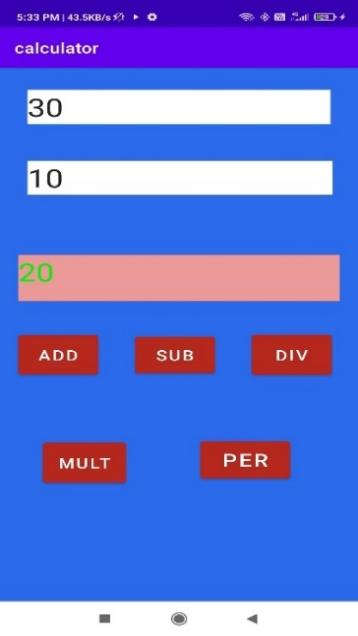 5:33 PM | 43.5KB/s
calculator
30
10
20
ADD SUB DIV
MULT PER